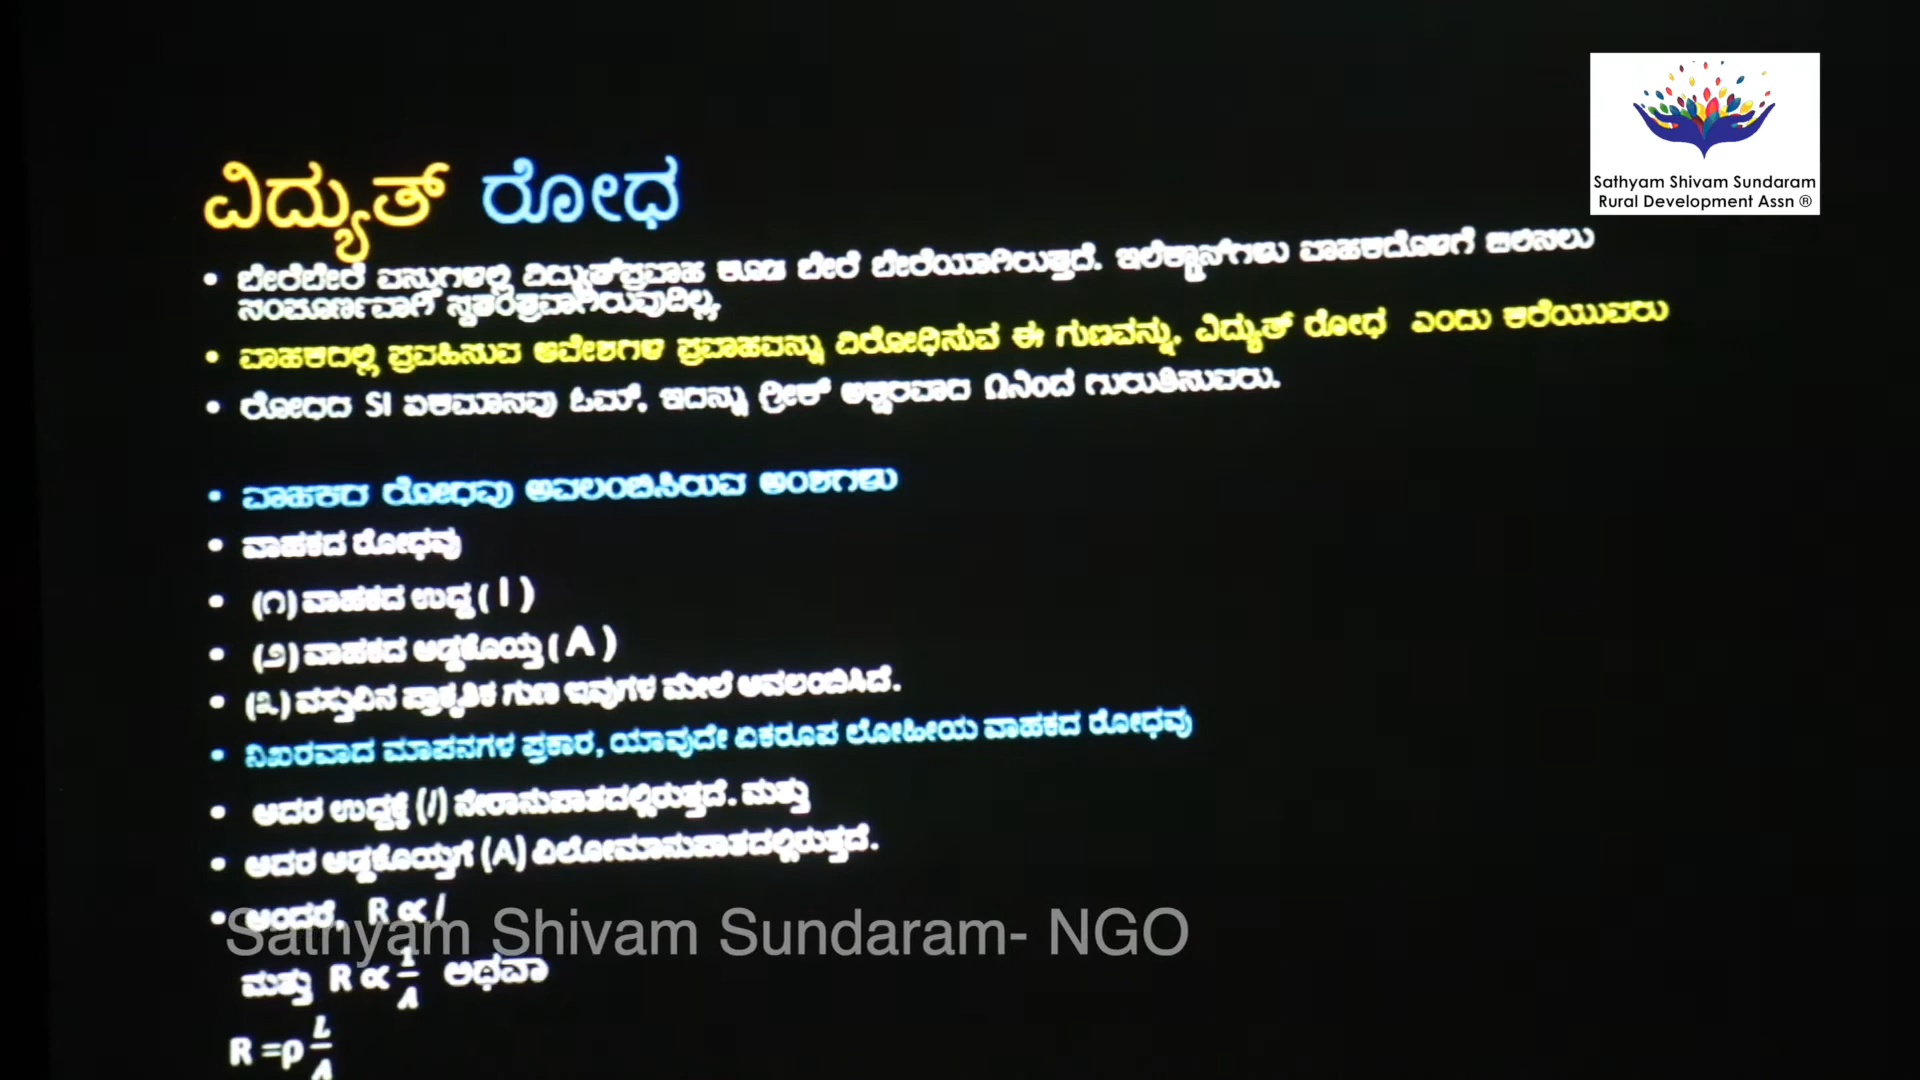 Sathyam Shivam Sundaram
Rural Development Assn ®
ವಿದ್ಯುತ್ ರೋಧ
• ಬೇರೆಬೇರೆ ವಸ್ತುಗಳಲ್ಲಿ ವಿದ್ಯುತ್‌ಪ್ರವಾಹ ಕೂಡ ಬೇರೆ ಬೇರೆಯಾಗಿರುತ್ತದೆ. ಇಲೆಕ್ಟ್ರಾನ್‌ಗಳು ವಾಹಕದೊಳಗೆ ಚಲಿಸಲು
ಸಂಪೂರ್ಣವಾಗಿ ಸ್ವತಂತ್ರವಾಗಿರುವುದಿಲ್ಲ.
• ವಾಹಕದಲ್ಲಿ ಪ್ರವಹಿಸುವ ಆವೇಶಗಳ ಪ್ರವಾಹವನ್ನು ವಿರೋಧಿಸುವ ಈ ಗುಣವನ್ನು. ವಿದ್ಯುತ್ ರೋಧ ಎಂದು ಕರೆಯುವರು
• ರೋಧದ SI ಏಕಮಾನವು ಓಮ್. ಇದನ್ನು ಗ್ರೀಕ್ ಅಕ್ಷರವಾದ Ωನಿಂದ ಗುರುತಿಸುವರು.
• ವಾಹಕದ ರೋಧವು ಅವಲಂಬಿಸಿರುವ ಅಂಶಗಳು
• ವಾಹಕದ ರೋಧವು
• (೧) ವಾಹಕದ ಉದ್ದ ( l )
• (೨) ವಾಹಕದ ಅಡ್ಡಕೊಯ್ತ ( A )
• (೩) ವಸ್ತುವಿನ ಪ್ರಾಕೃತಿಕ ಗುಣ ಇವುಗಳ ಮೇಲೆ ಅವಲಂಬಿಸಿದೆ.
• ನಿಖರವಾದ ಮಾಪನಗಳ ಪ್ರಕಾರ, ಯಾವುದೇ ಏಕರೂಪ ಲೋಹೀಯ ವಾಹಕದ ರೋಧವು
• ಅದರ ಉದ್ದಕ್ಕೆ (l) ನೇರಾನುಪಾತದಲ್ಲಿರುತ್ತದೆ. ಮತ್ತು
• ಅದರ ಅಡ್ಡಕೊಯ್ತಗೆ (A) ವಿಲೋಮಾನುಪಾತದಲ್ಲಿರುತ್ತದೆ.
• ಅಂದರೆ, R ∝ l
Sathyam Shivam Sundaram- NGO
ಮತ್ತು R ∝ 1/A ಅಥವಾ
R =ρ L/A